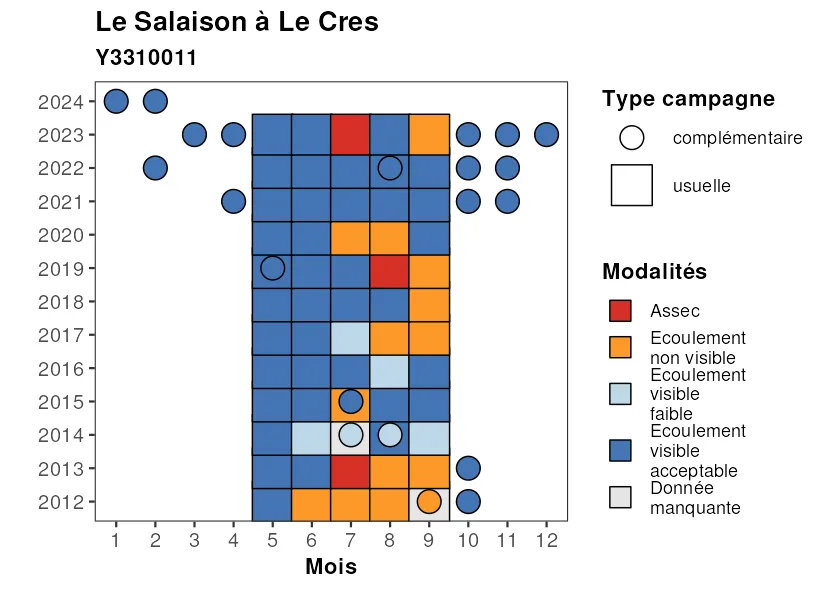 Le Salaison à Le Cres
Y3310011
2024
2023
2022
2021
2020
2019
2018
2017
2016
2015
2014
2013
2012
1 2 3 4 5 6 7 8 9 10 11 12
Mois
Type campagne
complémentaire
usuelle
Modalités
Assec
Ecoulement
non visible
Ecoulement
visible
faible
Ecoulement
visible
acceptable
Donnée
manquante